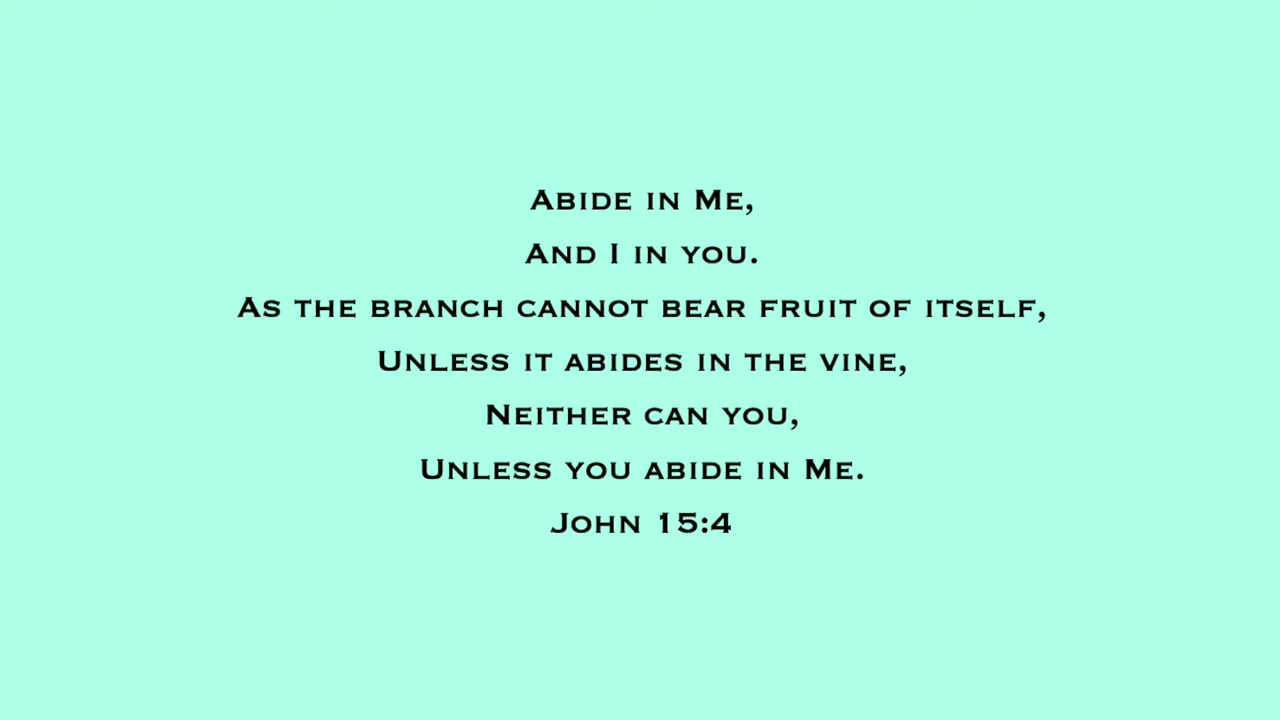 Abide in Me,
And I in you.
As the branch cannot bear fruit of itself,
Unless it abides in the vine,
Neither can you,
Unless you abide in Me.
John 15:4